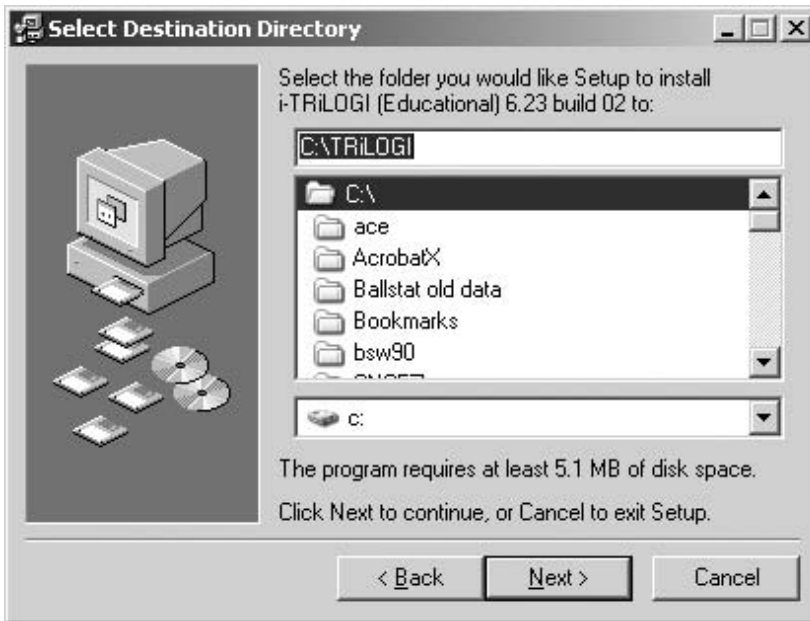 Select Destination Directory
Select the folder you would like Setup to install
i-TRiLOGI (Educational) 6.23 build 02 to:
C:\TRiLOGI
C:\
ace
AcrobatX
Ballstat old data
Bookmarks
bsw90
c:
The program requires at least 5.1 MB of disk space.
Click Next to continue, or Cancel to exit Setup.
< Back
Next >
Cancel